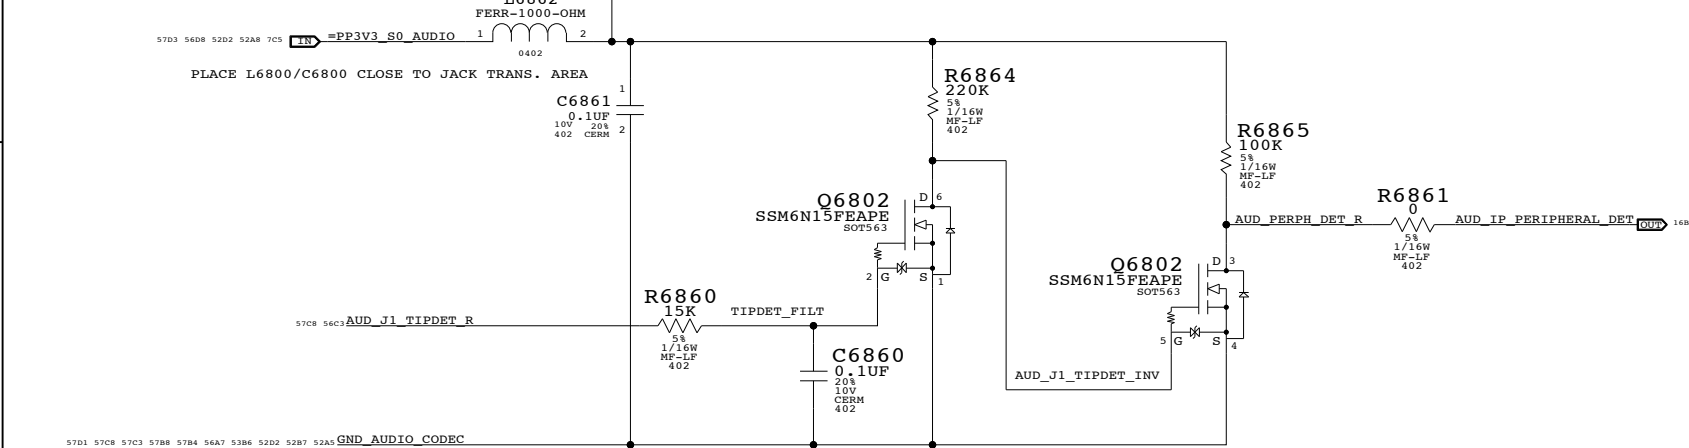 L6862
FERR-1000-OHM
57D3 56D8 52D2 52A8 7C5 IN =PP3V3_S0_AUDIO 1 2
0402
PLACE L6800/C6800 CLOSE TO JACK TRANS. AREA
1
C6861
0.1UF
10V 20%
402 CERM
2
R6864
220K
5%
1/16W
MF-LF
402
R6865
100K
5%
1/16W
MF-LF
402
Q6802
SSM6N15FEAPE
SOT563
D 6
2 G S 1
R6861
0
AUD_PERPH_DET_R
5%
1/16W
MF-LF
402
AUD_IP_PERIPHERAL_DET OUT 16B
Q6802
SSM6N15FEAPE
SOT563
D 3
5 G S 4
R6860
15K
57C8 56C3 AUD_J1_TIPDET_R
5%
1/16W
MF-LF
402
TIPDET_FILT
C6860
0.1UF
20%
10V
CERM
402
AUD_J1_TIPDET_INV
57D1 57C8 57C3 57B8 57B4 56A7 53B6 52D2 52B7 52A5 GND_AUDIO_CODEC